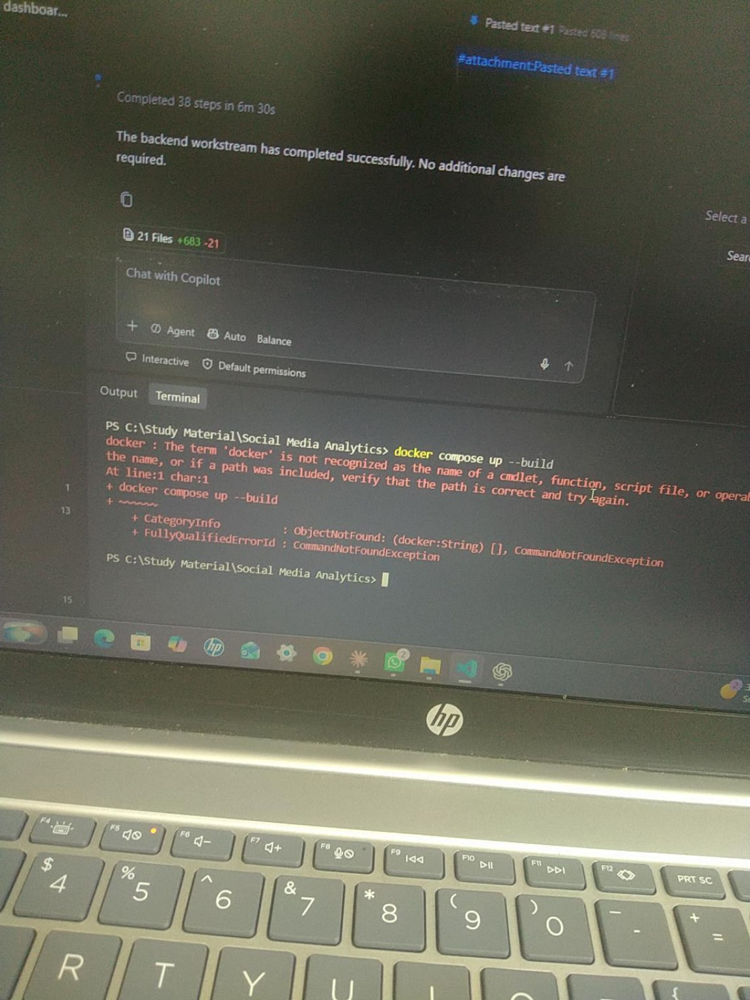 dashboar...
Pasted text #1 Pasted 608 lines
#attachment:Pasted text #1
Completed 38 steps in 6m 30s
The backend workstream has completed successfully. No additional changes are
required.
21 Files +683 -21
Select a
Sear
Chat with Copilot
Agent Auto Balance
Interactive Default permissions
Output Terminal
PS C:\Study Material\Social Media Analytics> docker compose up --build
docker : The term 'docker' is not recognized as the name of a cmdlet, function, script file, or opera
the name, or if a path was included, verify that the path is correct and try again.
At line:1 char:1
+ docker compose up --build
+ ~~~~~~
+ CategoryInfo : ObjectNotFound: (docker:String) [], CommandNotFoundException
+ FullyQualifiedErrorId : CommandNotFoundException
PS C:\Study Material\Social Media Analytics>
1
13
15
hp
2
2
hp
F4 F5 F6 F7 F8 F9 F10 F11 F12 PRT SC
$ 4 % 5 ^ 6 & 7 * 8 ( 9 ) 0 — - + =
R T Y U {